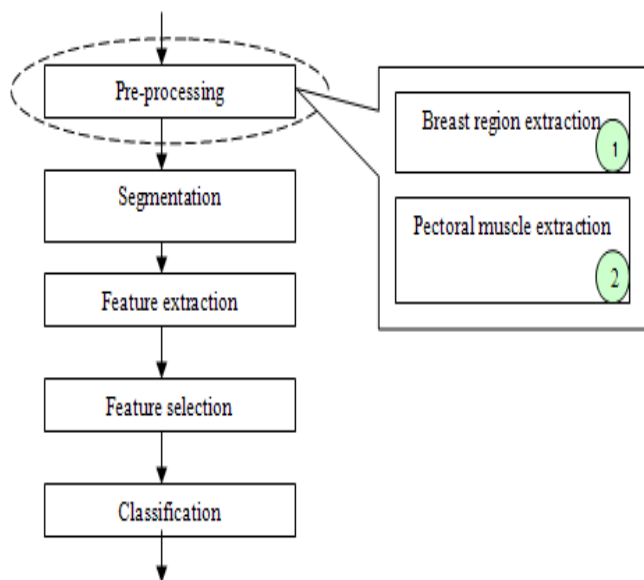 Pre-processing
Segmentation
Feature extraction
Feature selection
Classification
Breast region extraction
1
Pectoral muscle extraction
2